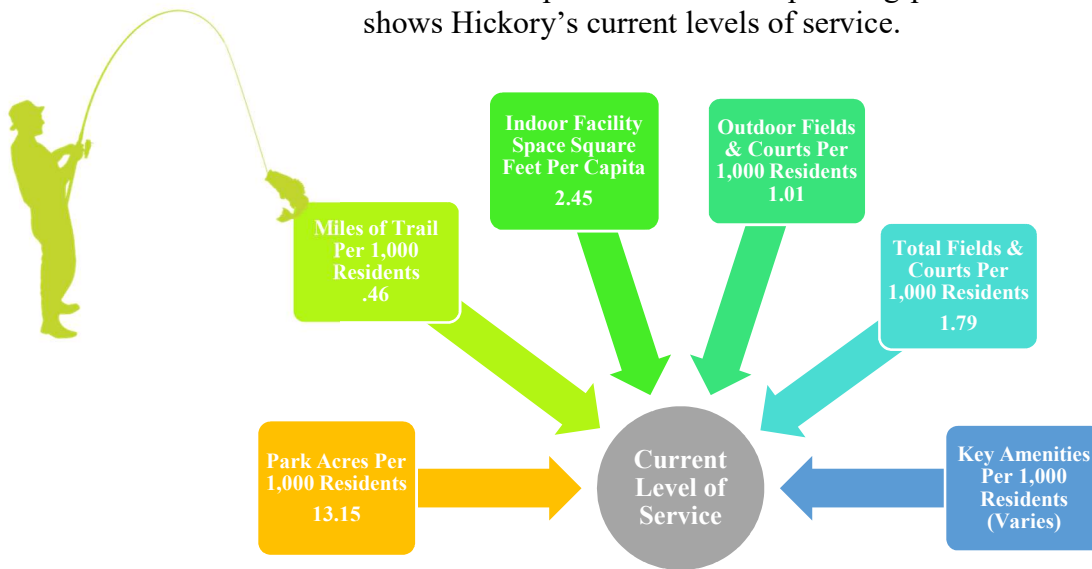 shows Hickory’s current levels of service.
Indoor Facility
Space Square
Feet Per Capita
2.45
Outdoor Fields
& Courts Per
1,000 Residents
1.01
Miles of Trail
Per 1,000
Residents
.46
Total Fields &
Courts Per
1,000 Residents
1.79
Park Acres Per
1,000 Residents
13.15
Current
Level of
Service
Key Amenities
Per 1,000
Residents
(Varies)